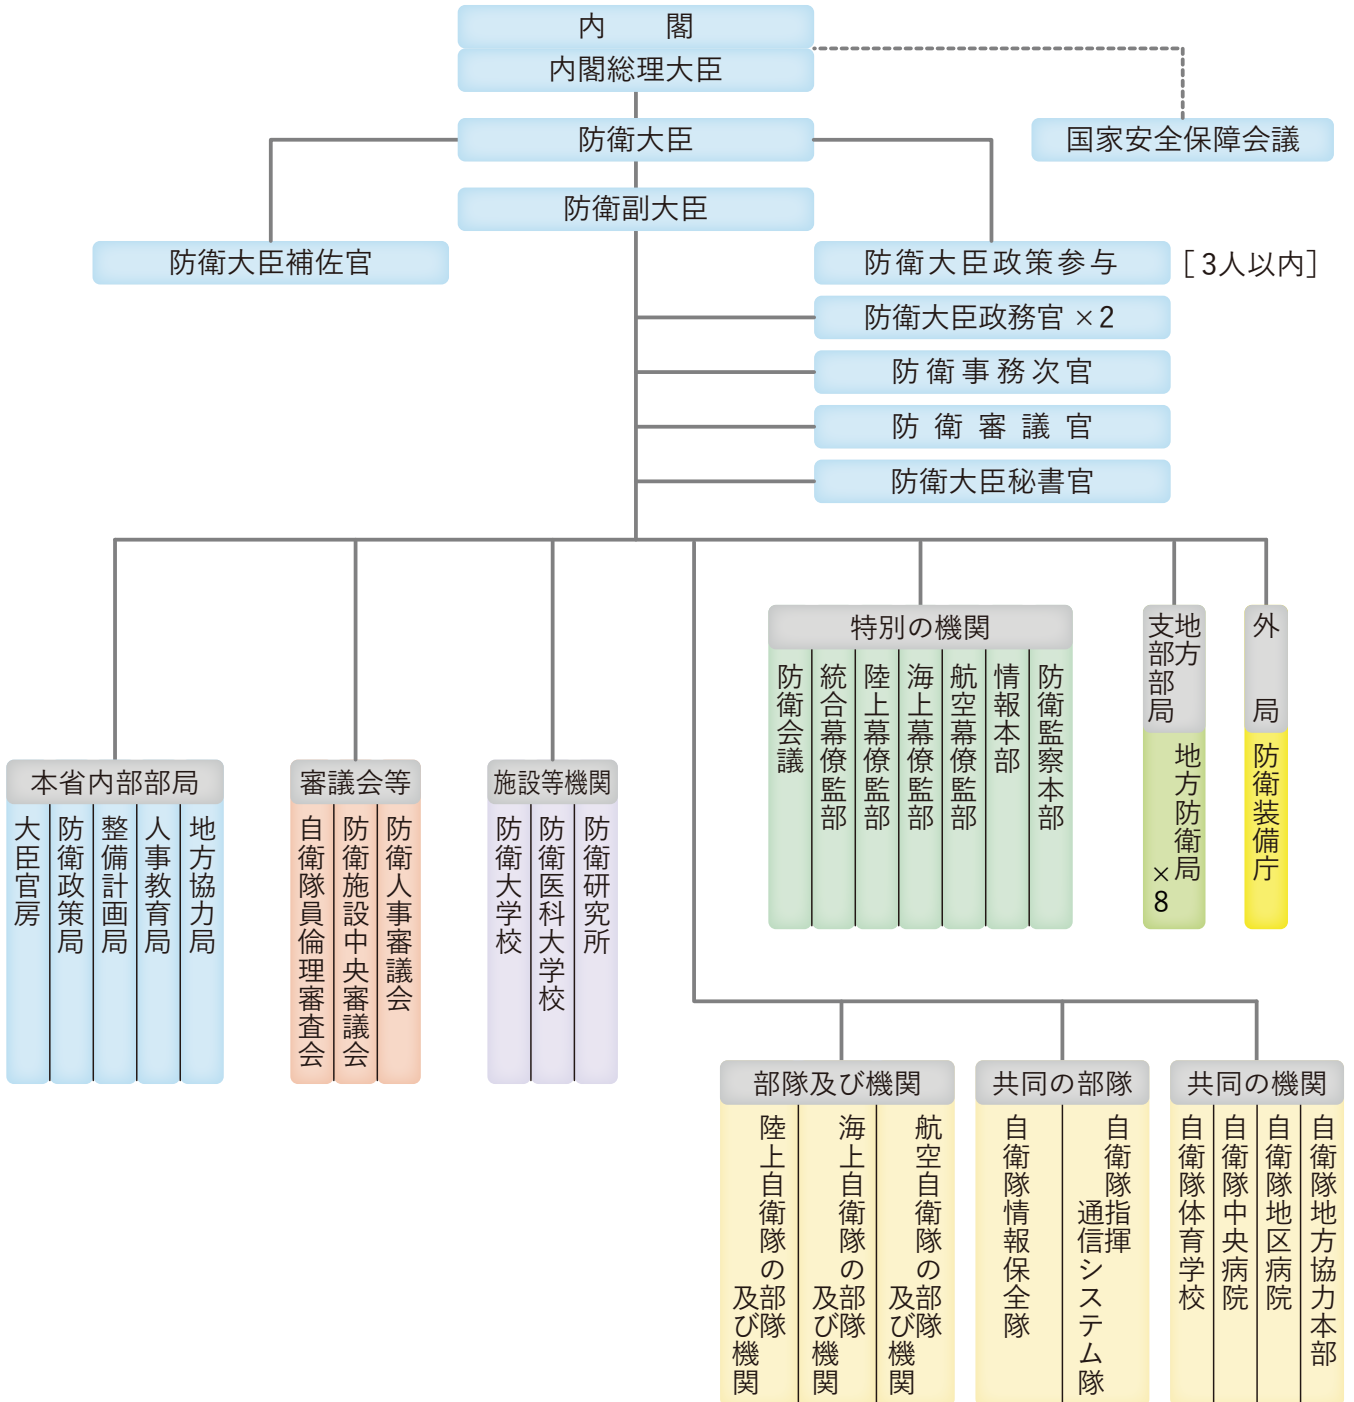 内　閣
内閣総理大臣
国家安全保障会議
防衛大臣
防衛副大臣
防衛大臣補佐官
防衛大臣政策参与
［3人以内］
防衛大臣政務官 ×2
防衛事務次官
防衛審議官
防衛大臣秘書官
本省内部部局
大臣官房
防衛政策局
整備計画局
人事教育局
地方協力局
審議会等
自衛隊員倫理審査会
防衛施設中央審議会
防衛人事審議会
施設等機関
防衛大学校
防衛医科大学校
防衛研究所
特別の機関
防衛会議
統合幕僚監部
陸上幕僚監部
海上幕僚監部
航空幕僚監部
情報本部
防衛監察本部
地方
支部部局
地方防衛局
×8
外　局
防衛装備庁
部隊及び機関
陸上自衛隊の部隊
及び機関
海上自衛隊の部隊
及び機関
航空自衛隊の部隊
及び機関
共同の部隊
自衛隊情報保全隊
自衛隊指揮
通信システム隊
共同の機関
自衛隊体育学校
自衛隊中央病院
自衛隊地区病院
自衛隊地方協力本部